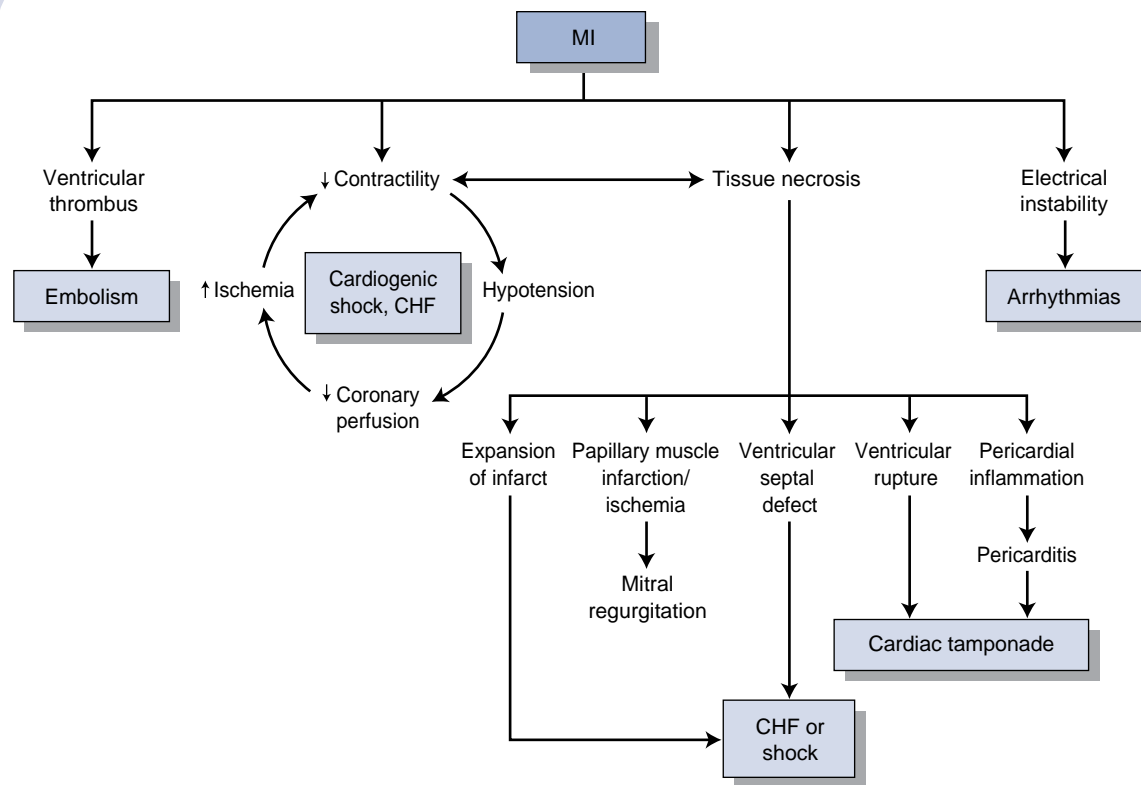 MI
Ventricular
thrombus
↓ Contractility
Tissue necrosis
Electrical
instability
Embolism
↑ Ischemia
Cardiogenic
shock, CHF
Hypotension
Arrhythmias
↓ Coronary
perfusion
Expansion
of infarct
Papillary muscle
infarction/
ischemia
Ventricular
septal
defect
Ventricular
rupture
Pericardial
inflammation
Mitral
regurgitation
Pericarditis
Cardiac tamponade
CHF or
shock